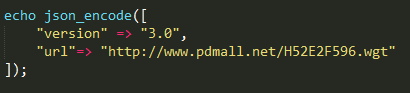 echo json_encode([
    "version" => "3.0",
    "url"=> "http://www.pdmall.net/H52E2F596.wgt"
]);